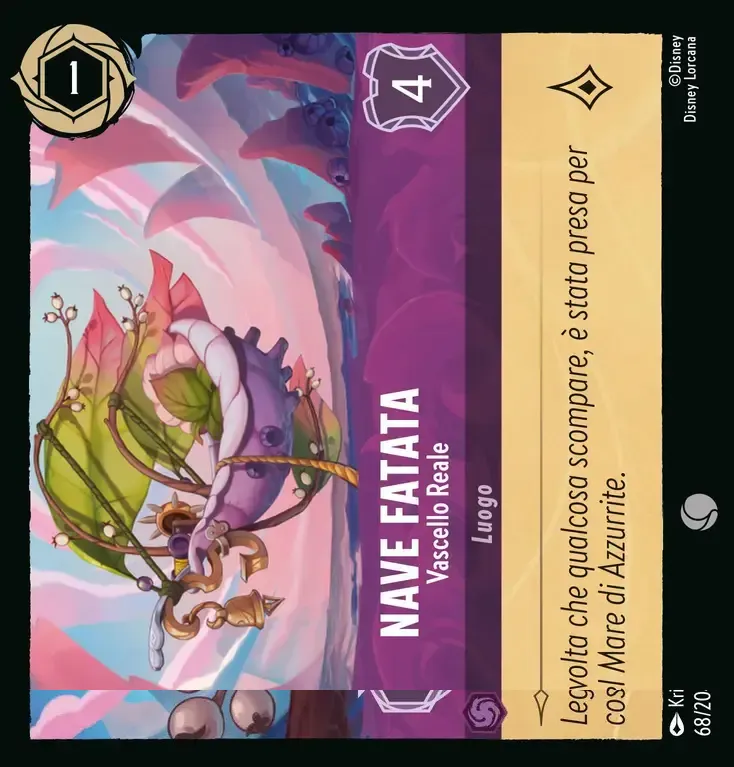 1
4
NAVE FATATA
Vascello Reale
Luogo
Legvolta che qualcosa scompare, è stata presa per
cosl Mare di Azzurrite.
Kri
68/20
©Disney
Disney Lorcana